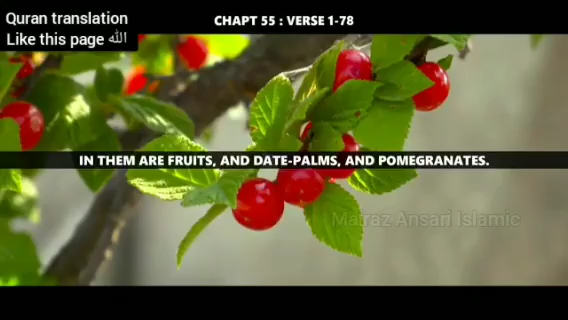 Quran translation
Like this page الله
CHAPT 55 : VERSE 1-78
IN THEM ARE FRUITS, AND DATE-PALMS, AND POMEGRANATES.
Matraz Ansari Islamic